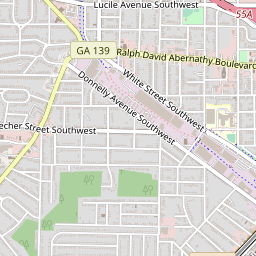 Lucile Avenue Southwest
55A
GA 139
Ralph David Abernathy Boulevard
White Street Southwest
Donnelly Avenue Southwest
echer Street Southwest